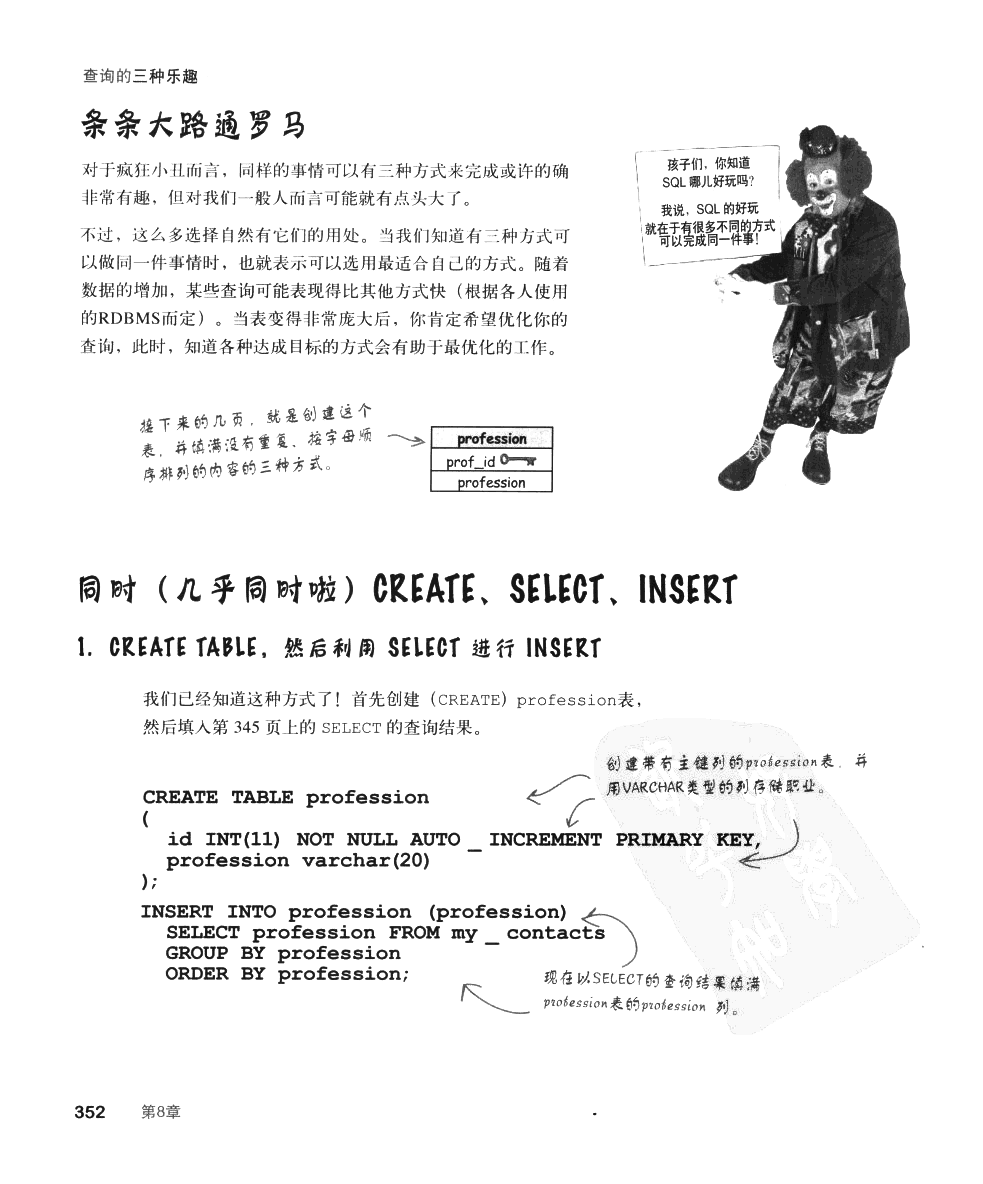 查询的三种乐趣
条条大路通罗马
对于疯狂小丑而言，同样的事情可以有三种方式来完成或许的确
非常有趣，但对我们一般人而言可能就有点头大了。
不过，这么多选择自然有它们的用处。当我们知道有三种方式可
以做同一件事情时，也就表示可以选用最适合自己的方式。随着
数据的增加，某些查询可能表现得比其他方式快（根据各人使用
的RDBMS而定）。当表变得非常庞大后，你肯定希望优化你的
查询，此时，知道各种达成目标的方式会有助于最优化的工作。
孩子们，你知道
SQL 哪儿好玩吗？
我说，SQL 的好玩
就在于有很多不同的方式
可以完成同一件事！
接下来的几页，就是创建这个
表，并填满没有重复、按字母顺
序排列的内容的三种方式。
profession
prof_id
profession
同时（几乎同时啦）CREATE、SELECT、INSERT
1. CREATE TABLE，然后利用 SELECT 进行 INSERT
我们已经知道这种方式了！首先创建（CREATE）profession表，
然后填入第 345 页上的 SELECT 的查询结果。
创建带有主键列的profession表，并
用VARCHAR类型的列存储职业。
CREATE TABLE profession
(
id INT(11) NOT NULL AUTO _ INCREMENT PRIMARY KEY,
profession varchar(20)
);
INSERT INTO profession (profession)
SELECT profession FROM my _ contacts
GROUP BY profession
ORDER BY profession;
现在以SELECT的查询结果填满
profession表的profession 列。
352 第8章